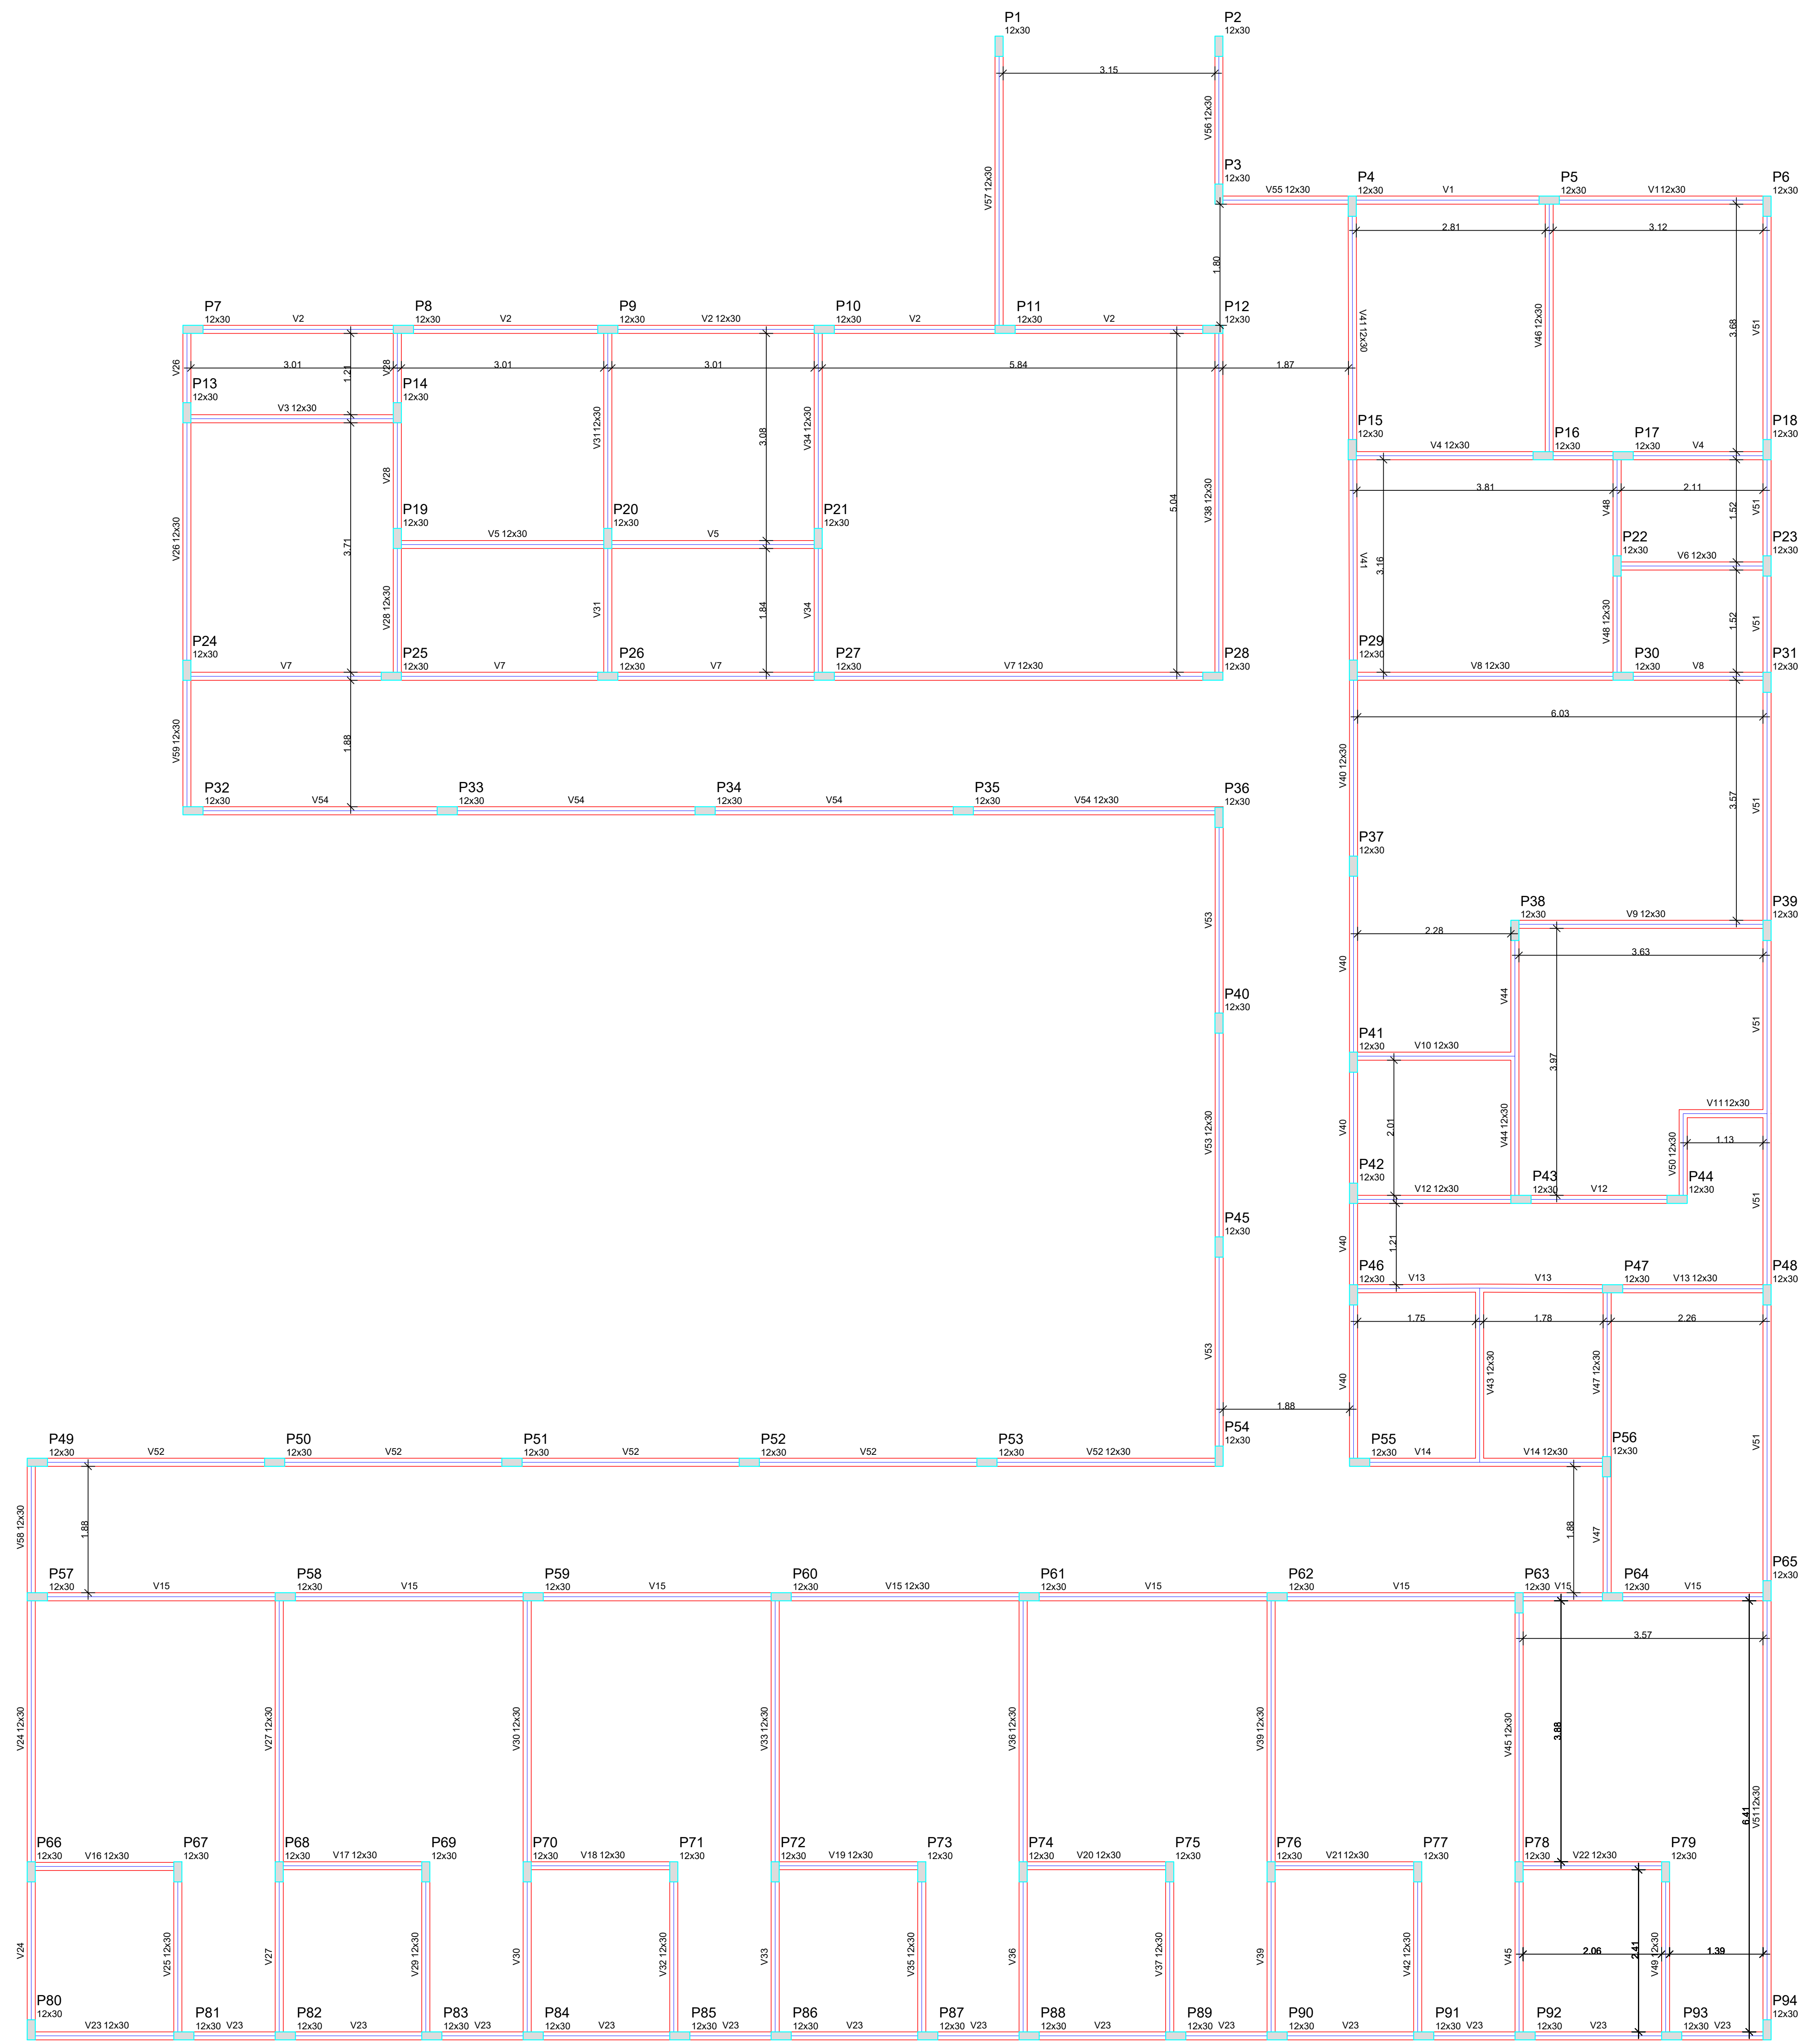 P1
12x30
P2
12x30
3.15
V56 12x30
V57 12x30
P3
12x30
V55 12x30
P4
12x30
V1
P5
12x30
V1 12x30
P6
12x30
2.81
3.12
1.80
V41 12x30
V46 12x30
3.68
V51
P7
12x30
V2
P8
12x30
V2
P9
12x30
V2 12x30
P10
12x30
V2
P11
12x30
V2
P12
12x30
V26
3.01
1.21
V28
3.01
3.01
5.84
1.87
P13
12x30
V3 12x30
P14
12x30
V31 12x30
3.08
V34 12x30
P15
12x30
V4 12x30
P16
12x30
P17
12x30
V4
P18
12x30
V28
5.04
V38 12x30
3.81
2.11
V48
1.52
V51
V26 12x30
3.71
P19
12x30
V5 12x30
P20
12x30
V5
P21
12x30
V41
3.16
P22
12x30
V6 12x30
P23
12x30
V28 12x30
V31
1.84
V34
V48 12x30
1.52
V51
P24
12x30
V7
P25
12x30
V7
P26
12x30
V7
P27
12x30
V7 12x30
P28
12x30
P29
12x30
V8 12x30
P30
12x30
V8
P31
12x30
6.03
V59 12x30
1.88
V40 12x30
3.57
V51
P32
12x30
V54
P33
12x30
V54
P34
12x30
V54
P35
12x30
V54 12x30
P36
12x30
P37
12x30
V53
P38
12x30
V9 12x30
P39
12x30
2.28
3.63
V40
V44
P40
12x30
V51
P41
12x30
V10 12x30
3.97
V53 12x30
V40
2.01
V44 12x30
V11 12x30
1.13
V50 12x30
P42
12x30
V12 12x30
P43
12x30
V12
P44
12x30
V51
P45
12x30
V40
1.21
P46
12x30
V13
V13
P47
12x30
V13 12x30
P48
12x30
1.75
1.78
2.26
V53
V40
V43 12x30
V47 12x30
1.88
V51
P49
12x30
V52
P50
12x30
V52
P51
12x30
V52
P52
12x30
V52
P53
12x30
V52 12x30
P54
12x30
P55
12x30
V14
V14 12x30
P56
12x30
V58 12x30
1.88
1.88
V47
P57
12x30
V15
P58
12x30
V15
P59
12x30
V15
P60
12x30
V15 12x30
P61
12x30
V15
P62
12x30
V15
P63
12x30
V15
P64
12x30
V15
P65
12x30
3.57
V24 12x30
V27 12x30
V30 12x30
V33 12x30
V36 12x30
V39 12x30
V45 12x30
3.88
6.41
V51 12x30
P66
12x30
V16 12x30
P67
12x30
P68
12x30
V17 12x30
P69
12x30
P70
12x30
V18 12x30
P71
12x30
P72
12x30
V19 12x30
P73
12x30
P74
12x30
V20 12x30
P75
12x30
P76
12x30
V21 12x30
P77
12x30
P78
12x30
V22 12x30
P79
12x30
V24
V25 12x30
V27
V29 12x30
V30
V32 12x30
V33
V35 12x30
V36
V37 12x30
V39
V42 12x30
V45
2.06
2.41
V49 12x30
1.39
P80
12x30
V23 12x30
P81
12x30
V23
P82
12x30
V23
P83
12x30
V23
P84
12x30
V23
P85
12x30
V23
P86
12x30
V23
P87
12x30
V23
P88
12x30
V23
P89
12x30
V23
P90
12x30
V23
P91
12x30
V23
P92
12x30
V23
P93
12x30
V23
P94
12x30